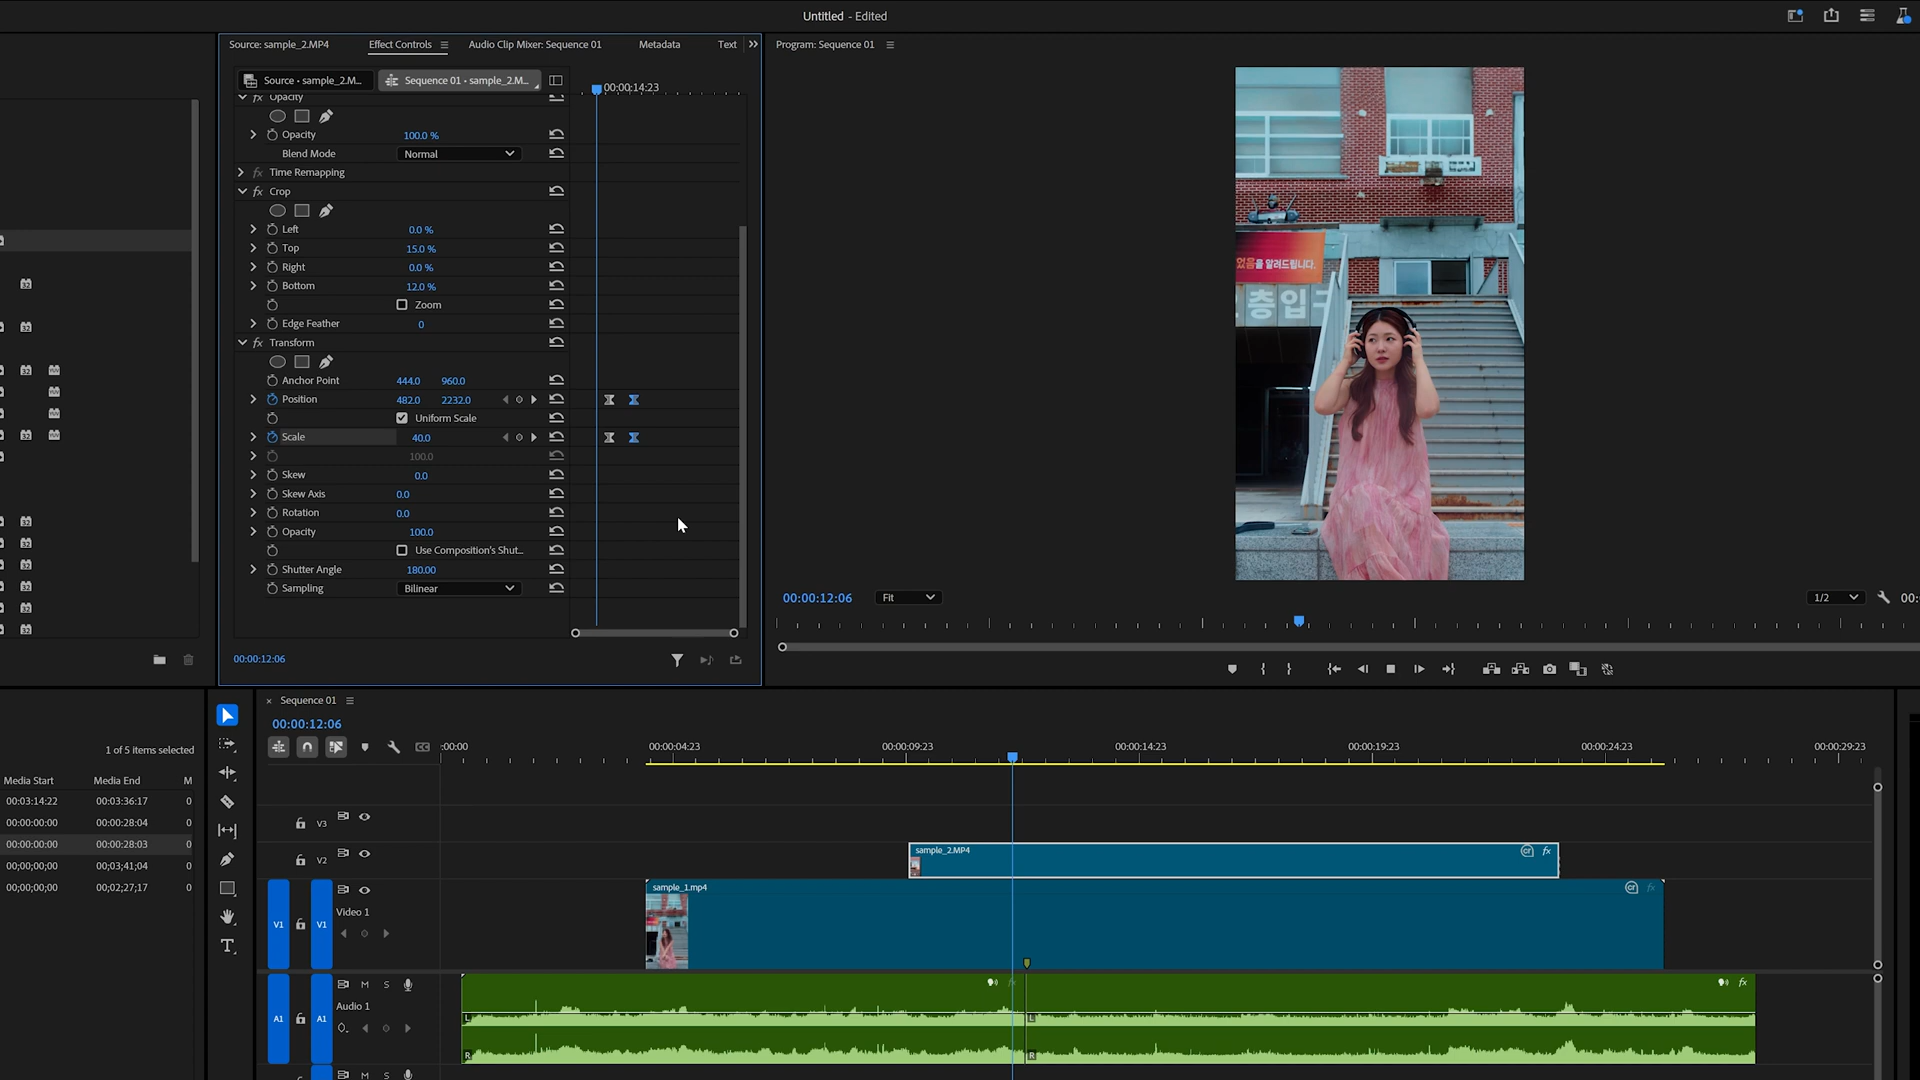 Untitled - Edited
Source: sample_2.MP4
Effect Controls
Audio Clip Mixer: Sequence 01
Metadata
Text
Program: Sequence 01
Source • sample_2.M...
Sequence 01 • sample_2.M...
00:00:14:23
fx Opacity
Opacity 100.0 %
Blend Mode Normal
fx Time Remapping
fx Crop
Left 0.0 %
Top 15.0 %
Right 0.0 %
Bottom 12.0 %
Zoom
Edge Feather 0
fx Transform
Anchor Point 444.0 960.0
Position 482.0 2232.0
Uniform Scale
Scale 40.0
100.0
Skew 0.0
Skew Axis 0.0
Rotation 0.0
Opacity 100.0
Use Composition's Shut...
Shutter Angle 180.00
Sampling Bilinear
00:00:12:06
었음을 알려드립니다.
층입구
00:00:12:06 Fit 1/2 00:
1 of 5 items selected
Media Start Media End M
00:03:14:22 00:03:36:17 0
00:00:00:00 00:00:28:04 0
00:00:00:00 00:00:28:03 0
00;00;00;00 00;03;41;04 0
00;00;00;00 00;02;27;17 0
× Sequence 01
00:00:12:06
:00:00 00:00:04:23 00:00:09:23 00:00:14:23 00:00:19:23 00:00:24:23 00:00:29:23
V3
V2
sample_2.MP4 fx
V1 V1 Video 1
sample_1.mp4 fx
A1 A1 Audio 1
M S
fx fx
L L
R R
M S